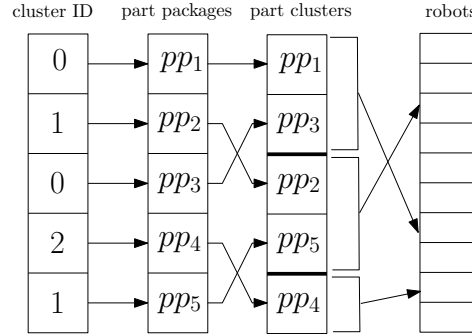 cluster ID part packages part clusters robots
0 pp1 pp1
1 pp2 pp3
0 pp3 pp2
2 pp4 pp5
1 pp5 pp4